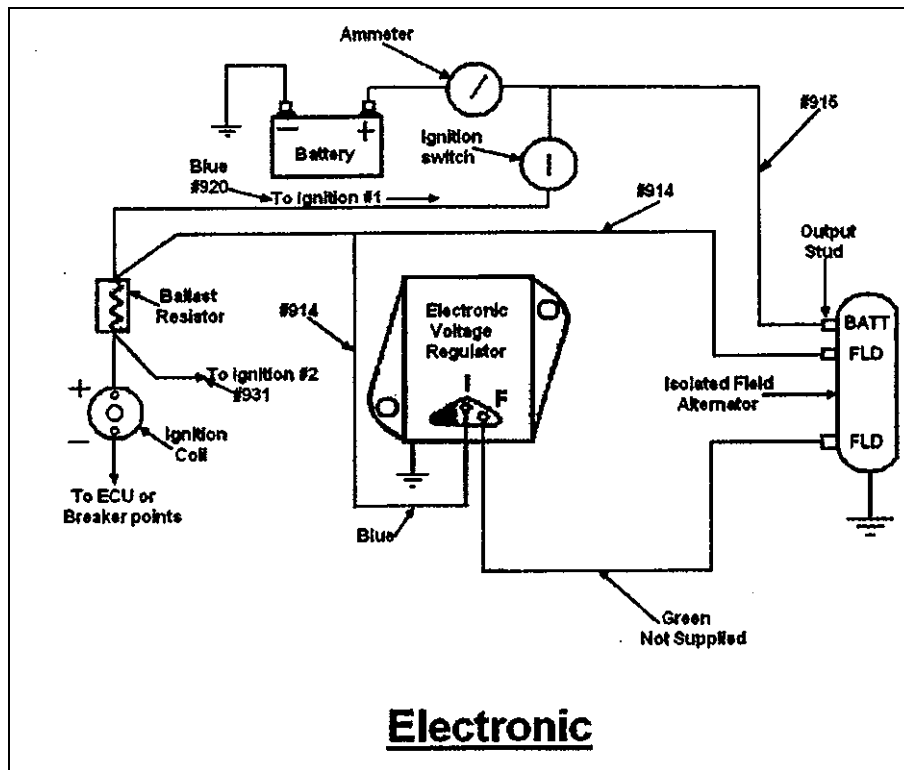 Ammeter
#915
Ignition
switch
− +
Battery
Blue
#920
To Ignition #1
#914
Output
Stud
Ballast
Resistor
#914
Electronic
Voltage
Regulator
I F
BATT
FLD
Isolated Field
Alternator
FLD
To Ignition #2
#931
+
−
Ignition
Coil
To ECU or
Breaker points
Blue
Green
Not Supplied
Electronic